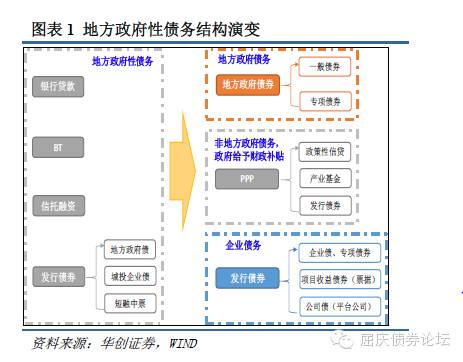 图表 1 地方政府性债务结构演变
地方政府性债务
银行贷款
BT
信托融资
发行债券
地方政府债
城投企业债
短融中票
地方政府债务
地方政府债券
一般债券
专项债券
非地方政府债务，
政府给予财政补贴
PPP
政策性信贷
产业基金
发行债券
企业债务
发行债券
企业债、专项债券
项目收益债券（票据）
公司债（平台公司）
资料来源：华创证券，WIND
屈庆债券论坛